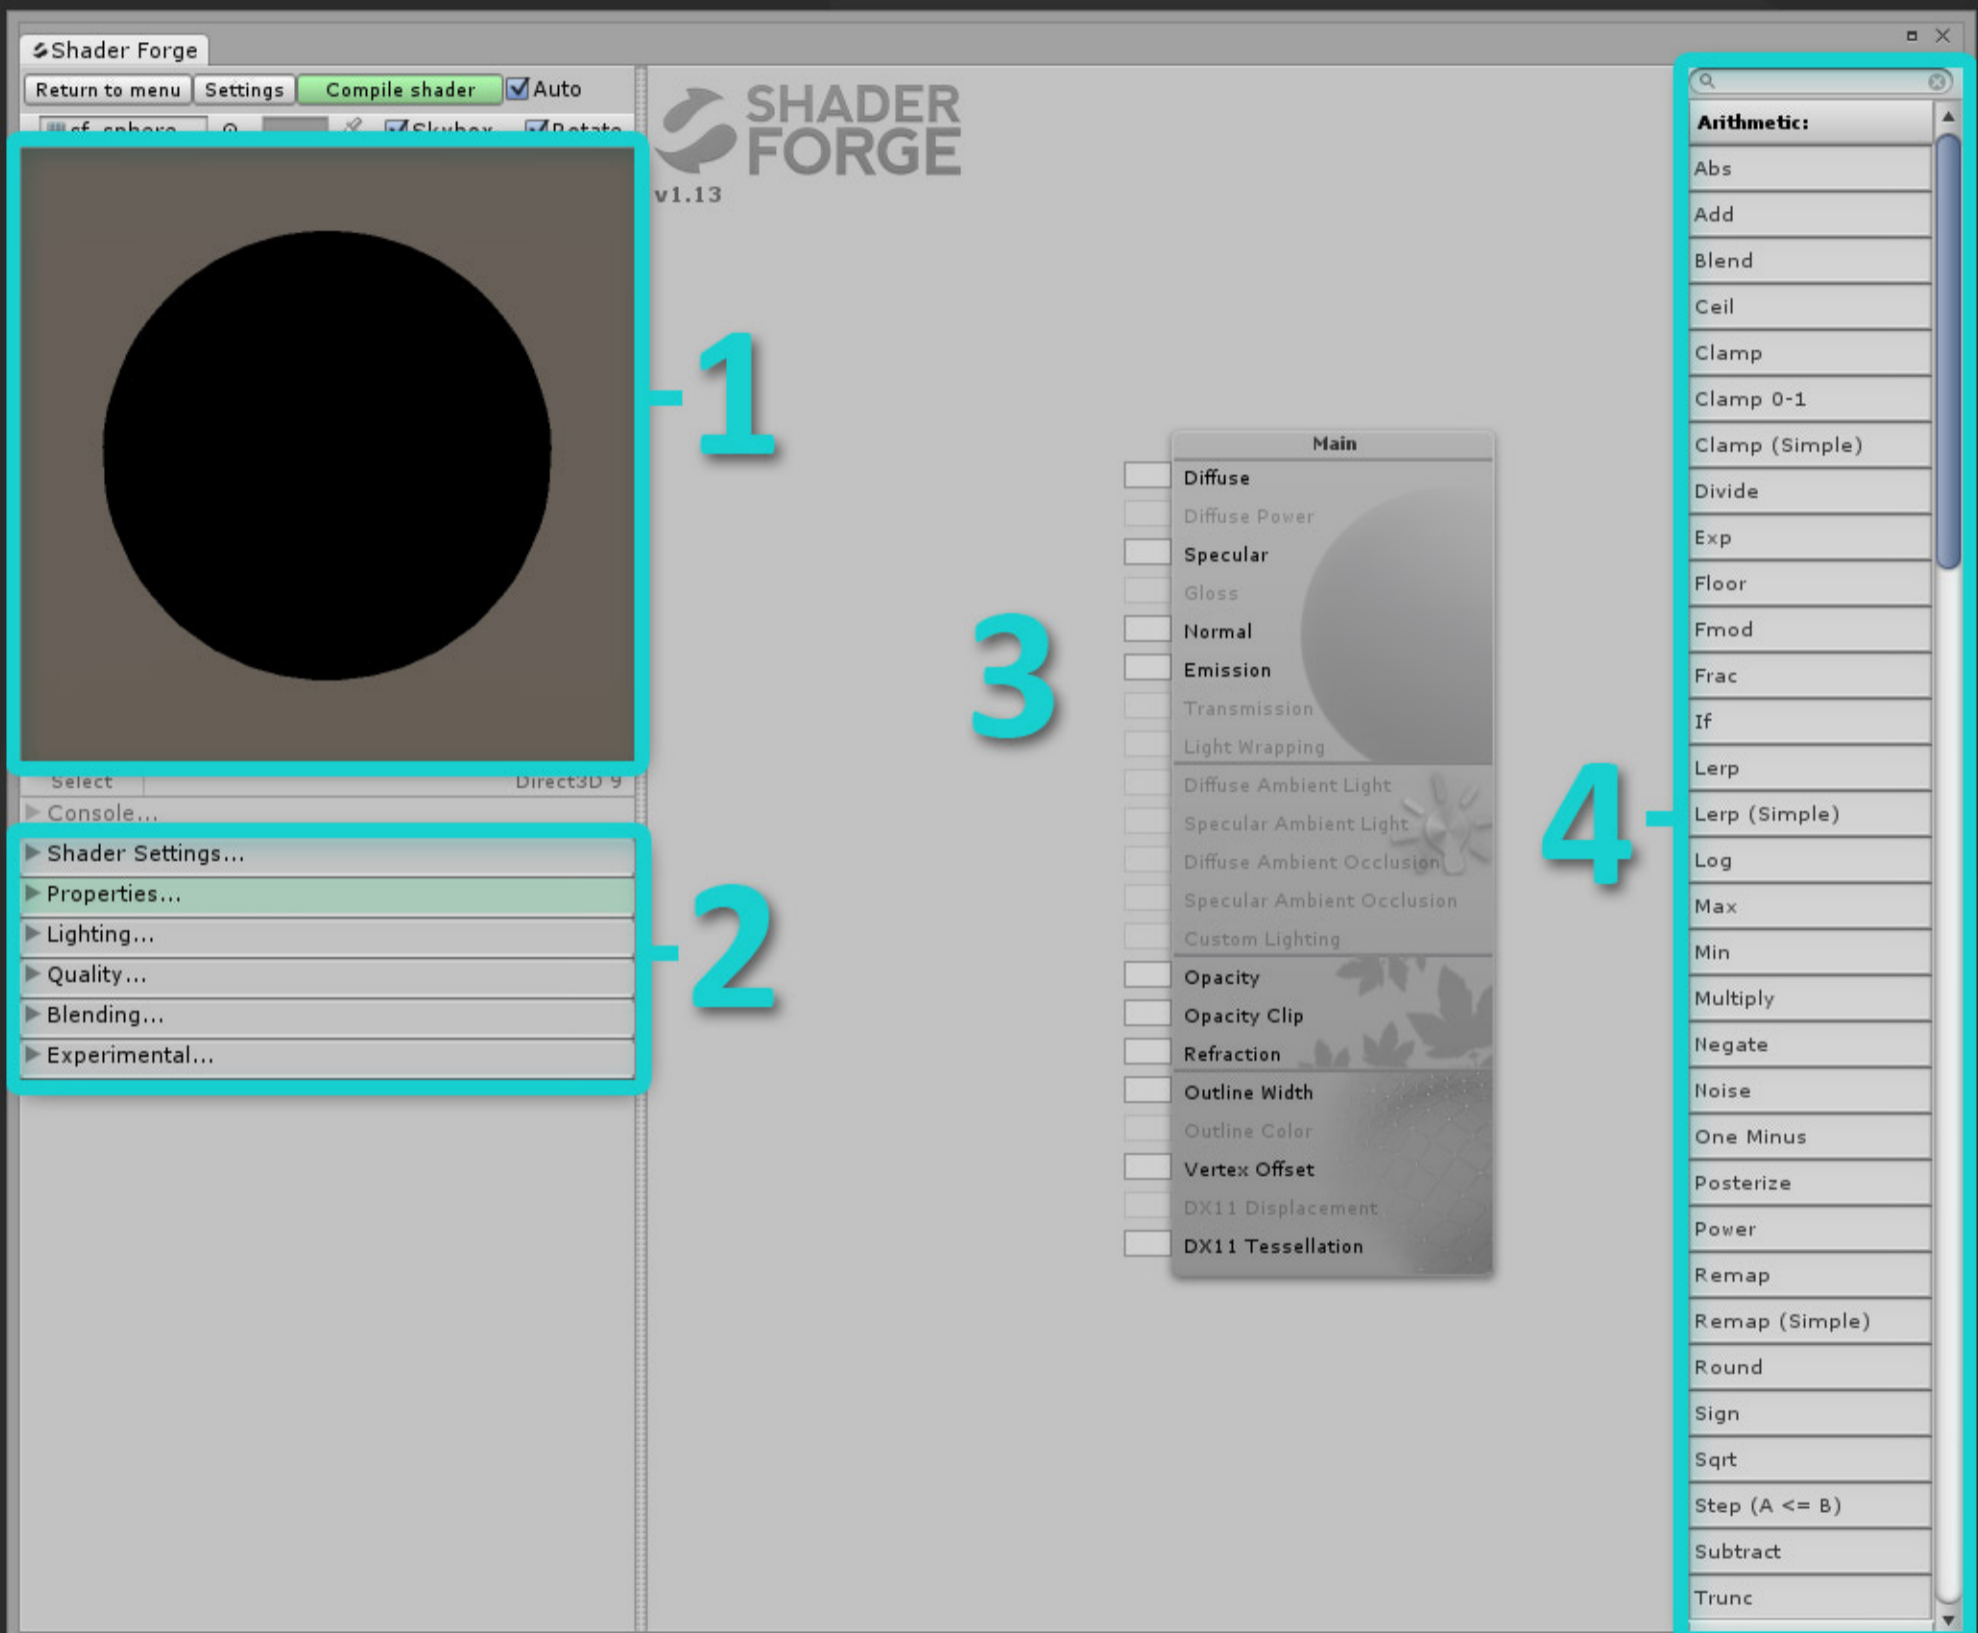 Shader Forge
Return to menu Settings Compile shader Auto
sf_sphere Skybox Rotate
SHADER
FORGE
v1.13
1
Select Direct3D 9
Console...
Shader Settings...
Properties...
Lighting...
Quality...
Blending...
Experimental...
2
3
Main
Diffuse
Diffuse Power
Specular
Gloss
Normal
Emission
Transmission
Light Wrapping
Diffuse Ambient Light
Specular Ambient Light
Diffuse Ambient Occlusion
Specular Ambient Occlusion
Custom Lighting
Opacity
Opacity Clip
Refraction
Outline Width
Outline Color
Vertex Offset
DX11 Displacement
DX11 Tessellation
4
Arithmetic:
Abs
Add
Blend
Ceil
Clamp
Clamp 0-1
Clamp (Simple)
Divide
Exp
Floor
Fmod
Frac
If
Lerp
Lerp (Simple)
Log
Max
Min
Multiply
Negate
Noise
One Minus
Posterize
Power
Remap
Remap (Simple)
Round
Sign
Sqrt
Step (A <= B)
Subtract
Trunc